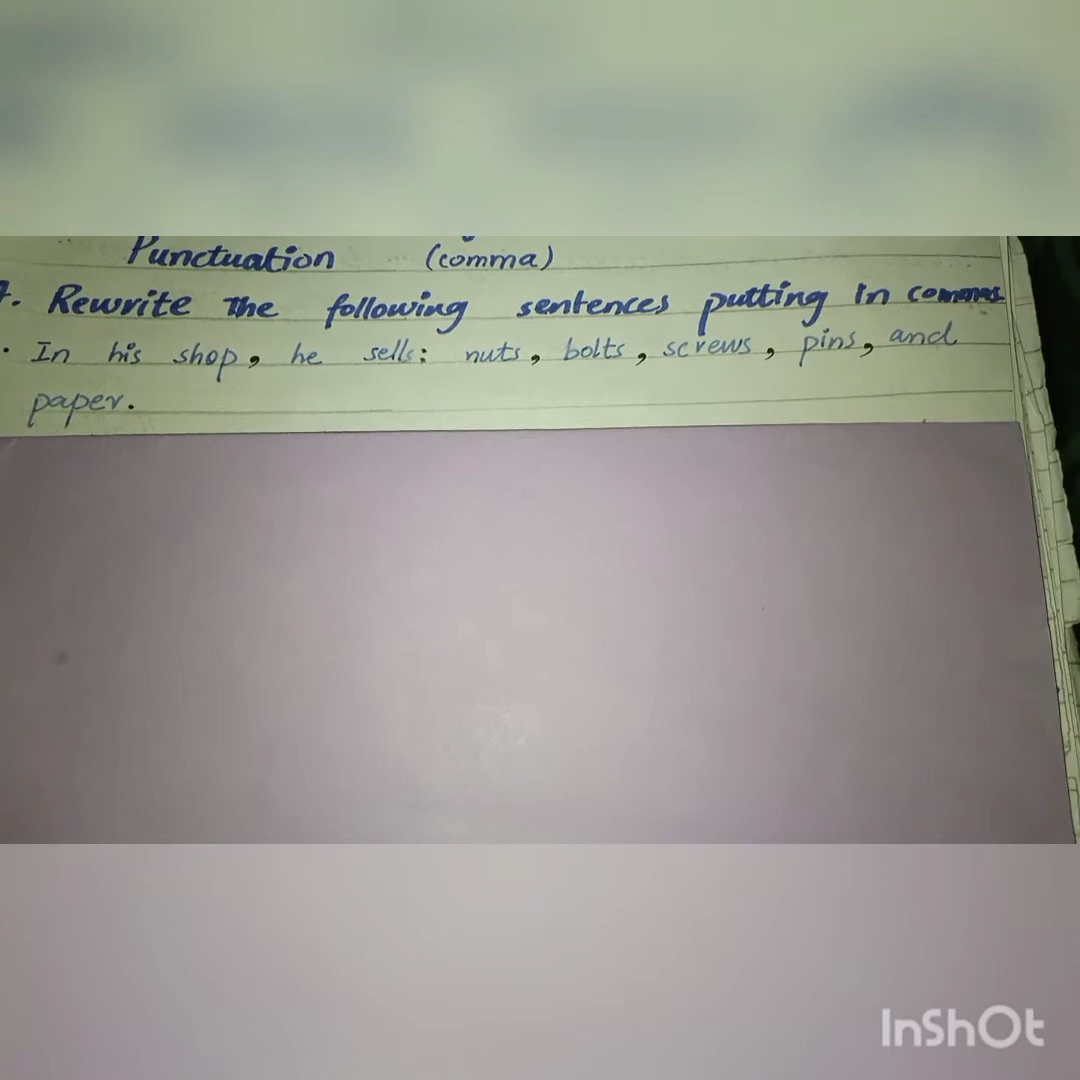 Punctuation (comma)
. Rewrite the following sentences putting in commas
. In his shop, he sells: nuts, bolts, screws, pins, and
paper.
InShOt